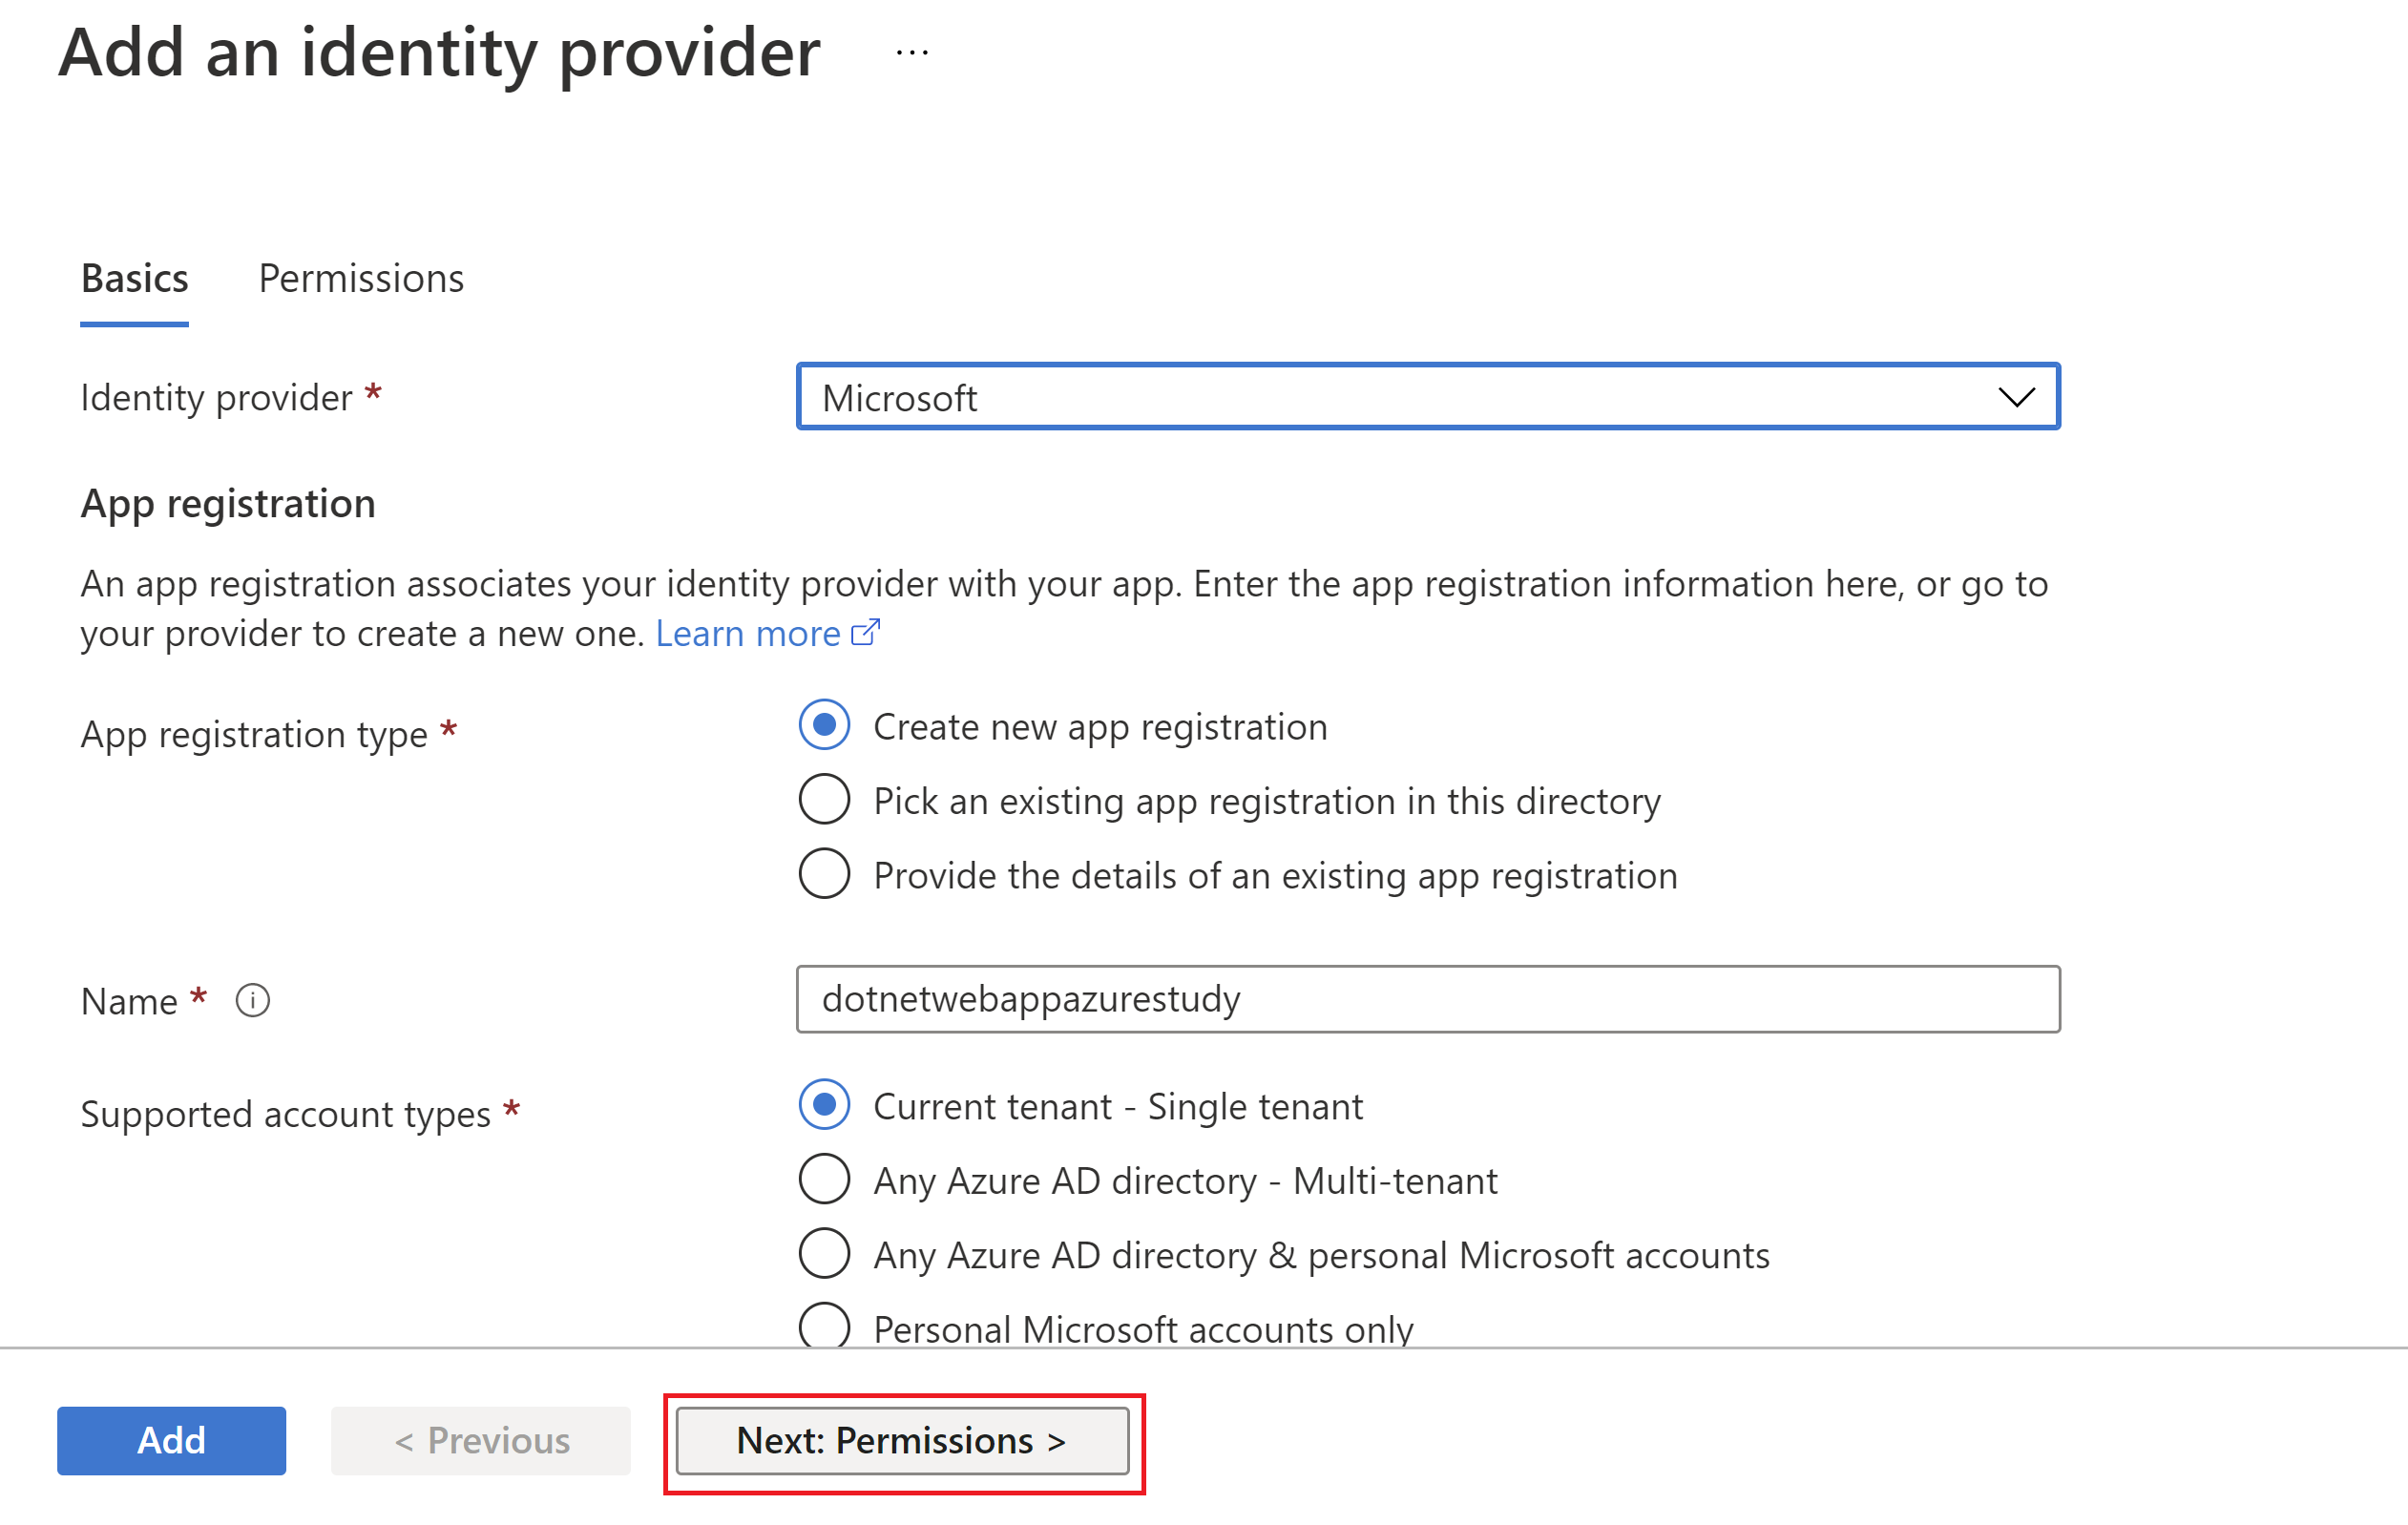 Add an identity provider ...
Basics Permissions
Identity provider * Microsoft
App registration
An app registration associates your identity provider with your app. Enter the app registration information here, or go to
your provider to create a new one. Learn more
App registration type * Create new app registration
Pick an existing app registration in this directory
Provide the details of an existing app registration
Name * dotnetwebappazurestudy
Supported account types * Current tenant - Single tenant
Any Azure AD directory - Multi-tenant
Any Azure AD directory & personal Microsoft accounts
Personal Microsoft accounts only
Add < Previous Next: Permissions >